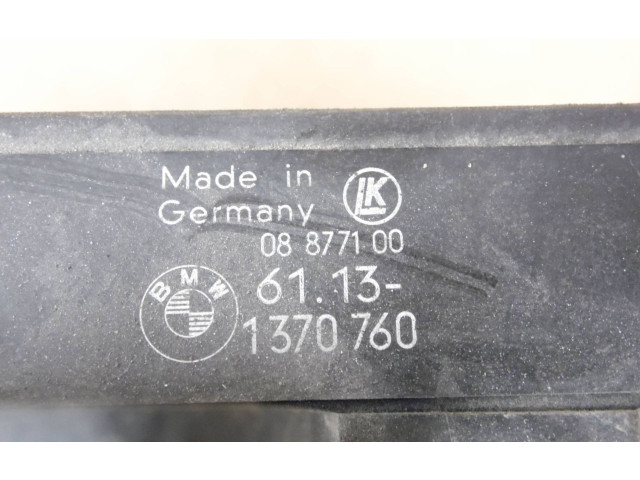 Made in
Germany
LK
08 8771 00
BMW
61.13-
1370 760